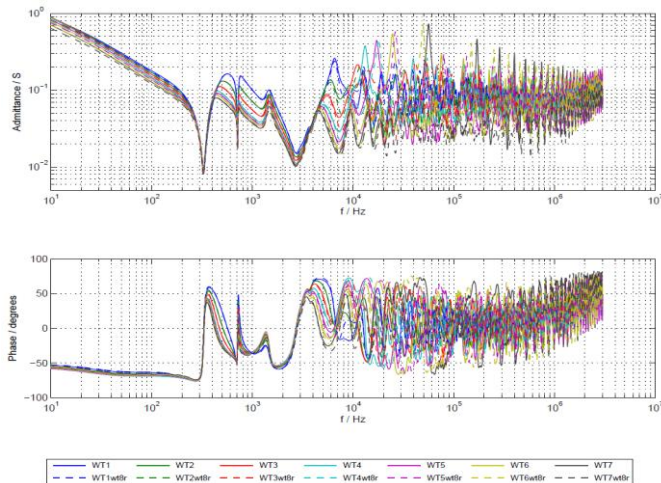 10⁰
10⁻¹
10⁻²
Admittance / S
10¹ 10² 10³ 10⁴ 10⁵ 10⁶ 10⁷
f / Hz
100
50
0
−50
−100
Phase / degrees
10¹ 10² 10³ 10⁴ 10⁵ 10⁶ 10⁷
f / Hz
WT1 WT2 WT3 WT4 WT5 WT6 WT7
WT1wt8r WT2wt8r WT3wt8r WT4wt8r WT5wt8r WT6wt8r WT7wt8r